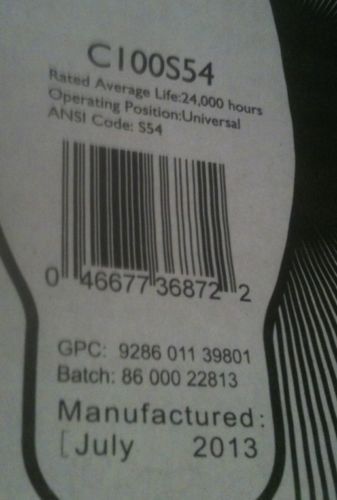 C100S54
Rated Average Life:24,000 hours
Operating Position:Universal
ANSI Code: S54
0 46677 36872 2
GPC: 9286 011 39801
Batch: 86 000 22813
Manufactured:
[July 2013